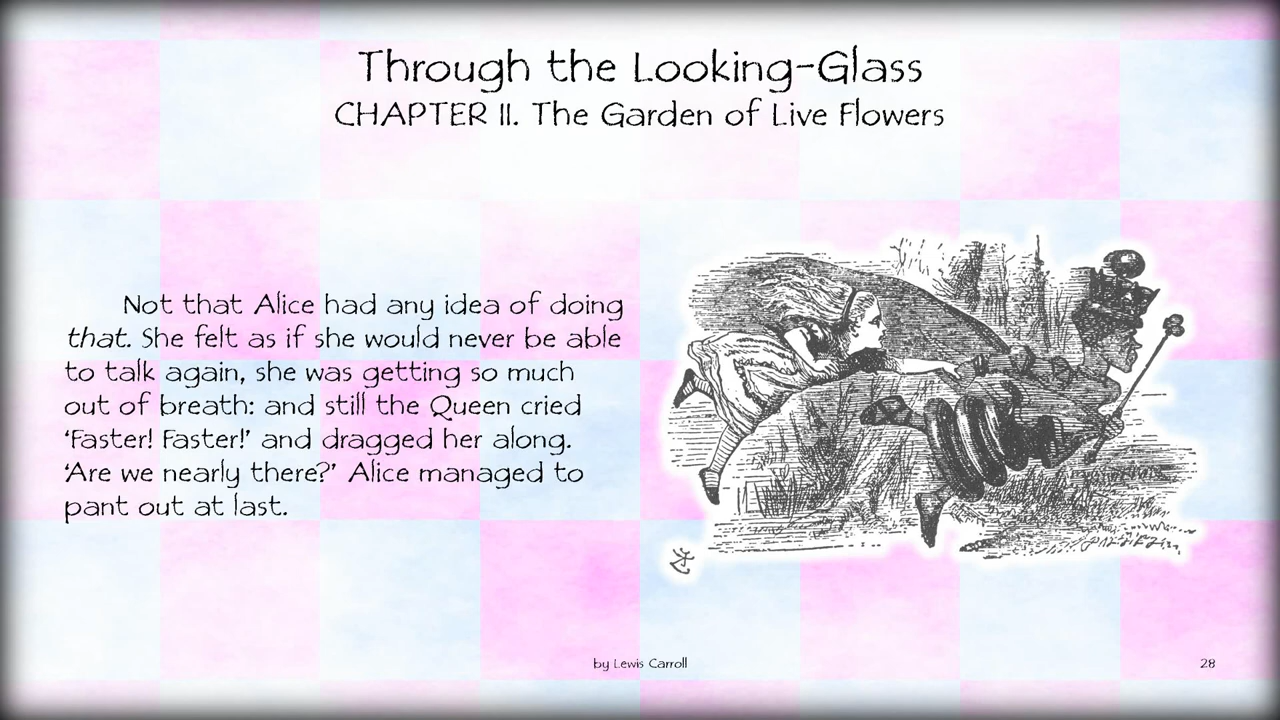 Through the Looking-Glass
CHAPTER II. The Garden of Live Flowers
Not that Alice had any idea of doing
that. She felt as if she would never be able
to talk again, she was getting so much
out of breath: and still the Queen cried
‘Faster! Faster!’ and dragged her along.
‘Are we nearly there?’ Alice managed to
pant out at last.
by Lewis Carroll
28